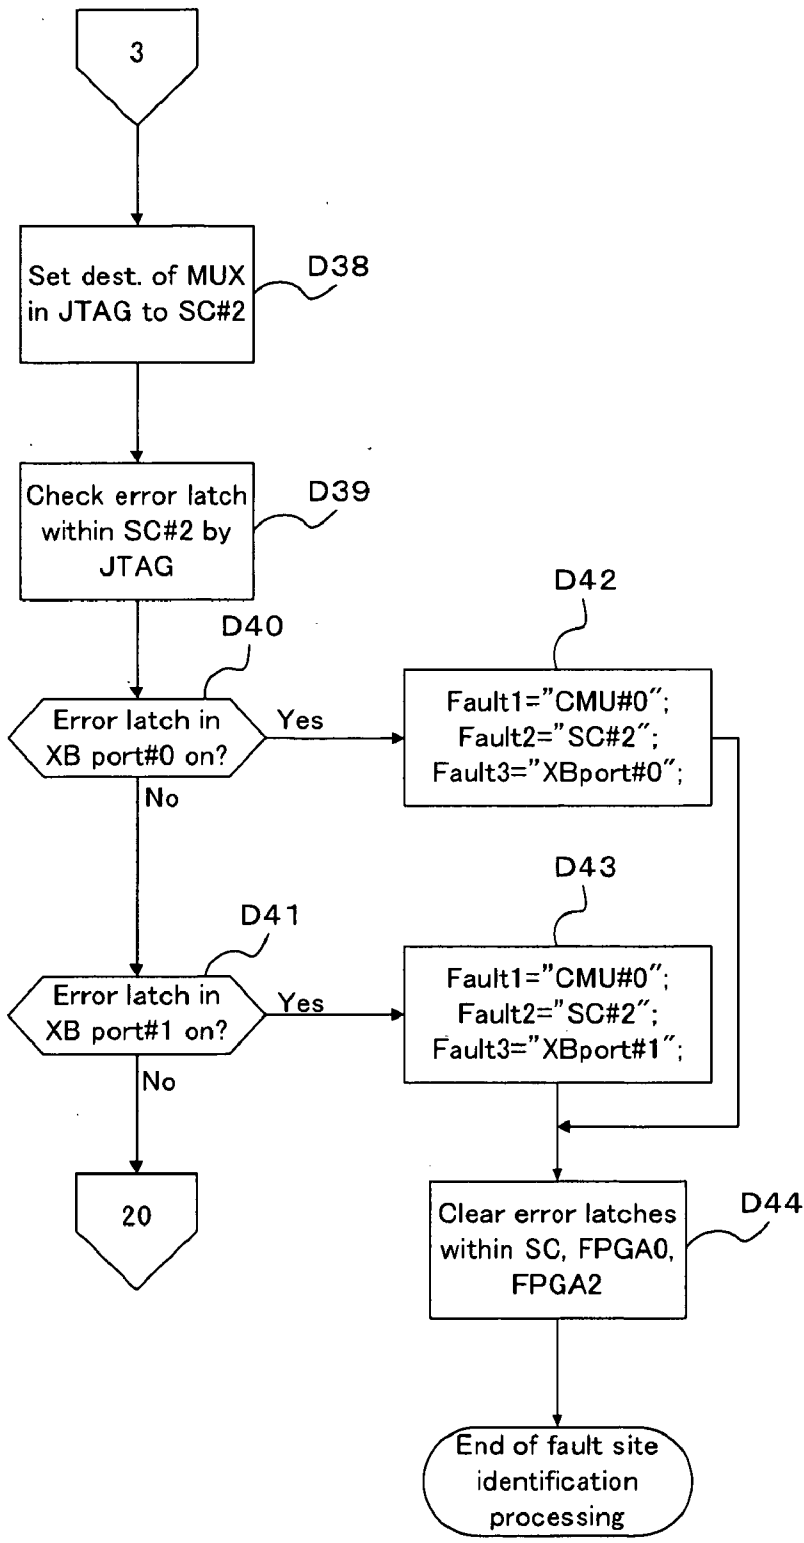 3
Set dest. of MUX
in JTAG to SC#2
D38
Check error latch
within SC#2 by
JTAG
D39
D40
Error latch in
XB port#0 on?
Yes
No
D42
Fault1="CMU#0";
Fault2="SC#2";
Fault3="XBport#0";
D41
Error latch in
XB port#1 on?
Yes
No
D43
Fault1="CMU#0";
Fault2="SC#2";
Fault3="XBport#1";
20
Clear error latches
within SC, FPGA0,
FPGA2
D44
End of fault site
identification
processing